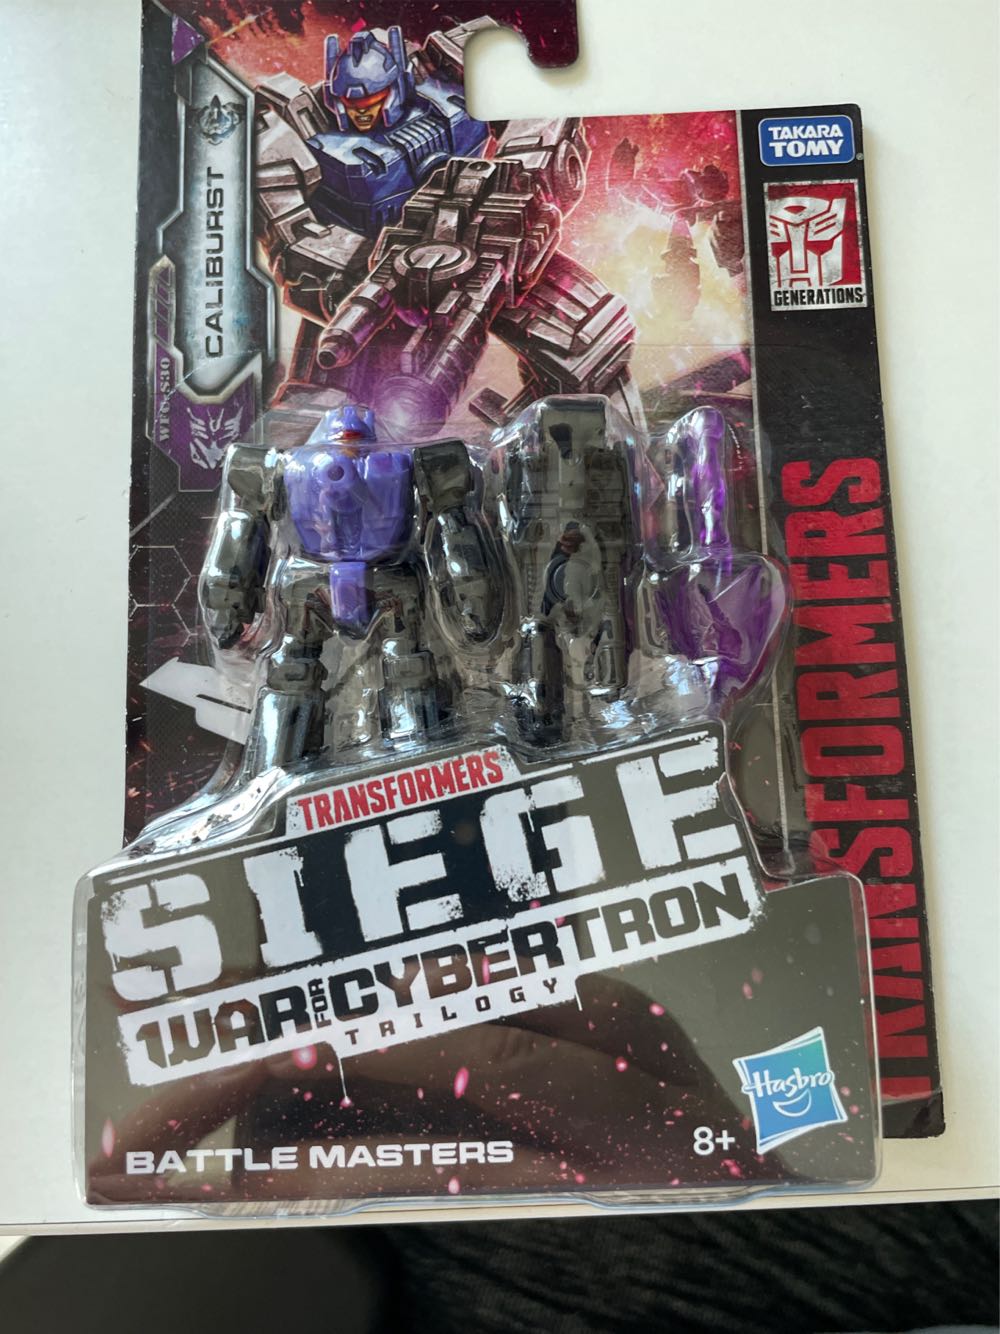 TAKARA
TOMY
GENERATIONS
CALIBURST
WFC-S30
TRANSFORMERS
TRANSFORMERS
SIEGE
WAR FOR CYBERTRON
TRILOGY
Hasbro
BATTLE MASTERS
8+